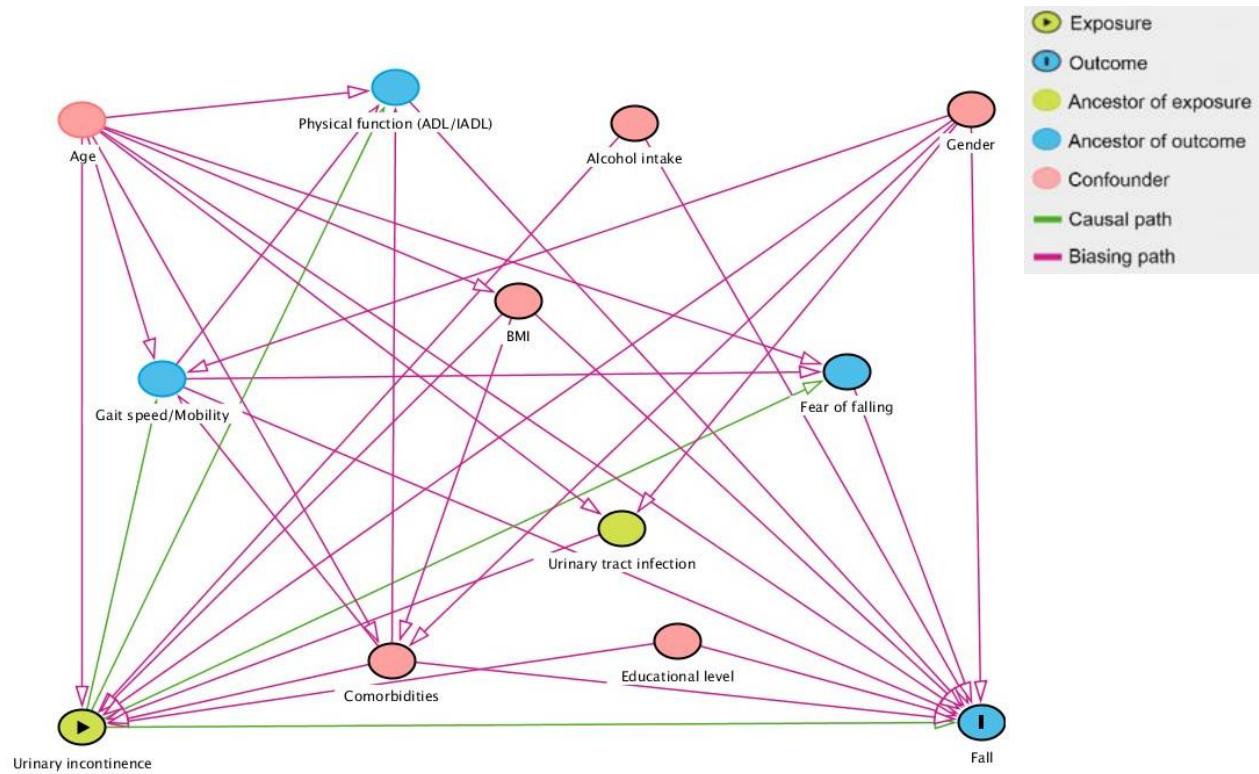 Exposure
Outcome
Ancestor of exposure
Ancestor of outcome
Confounder
Causal path
Biasing path
Age
Physical function (ADL/IADL)
Alcohol intake
Gender
BMI
Gait speed/Mobility
Fear of falling
Urinary tract infection
Educational level
Comorbidities
Urinary incontinence
Fall